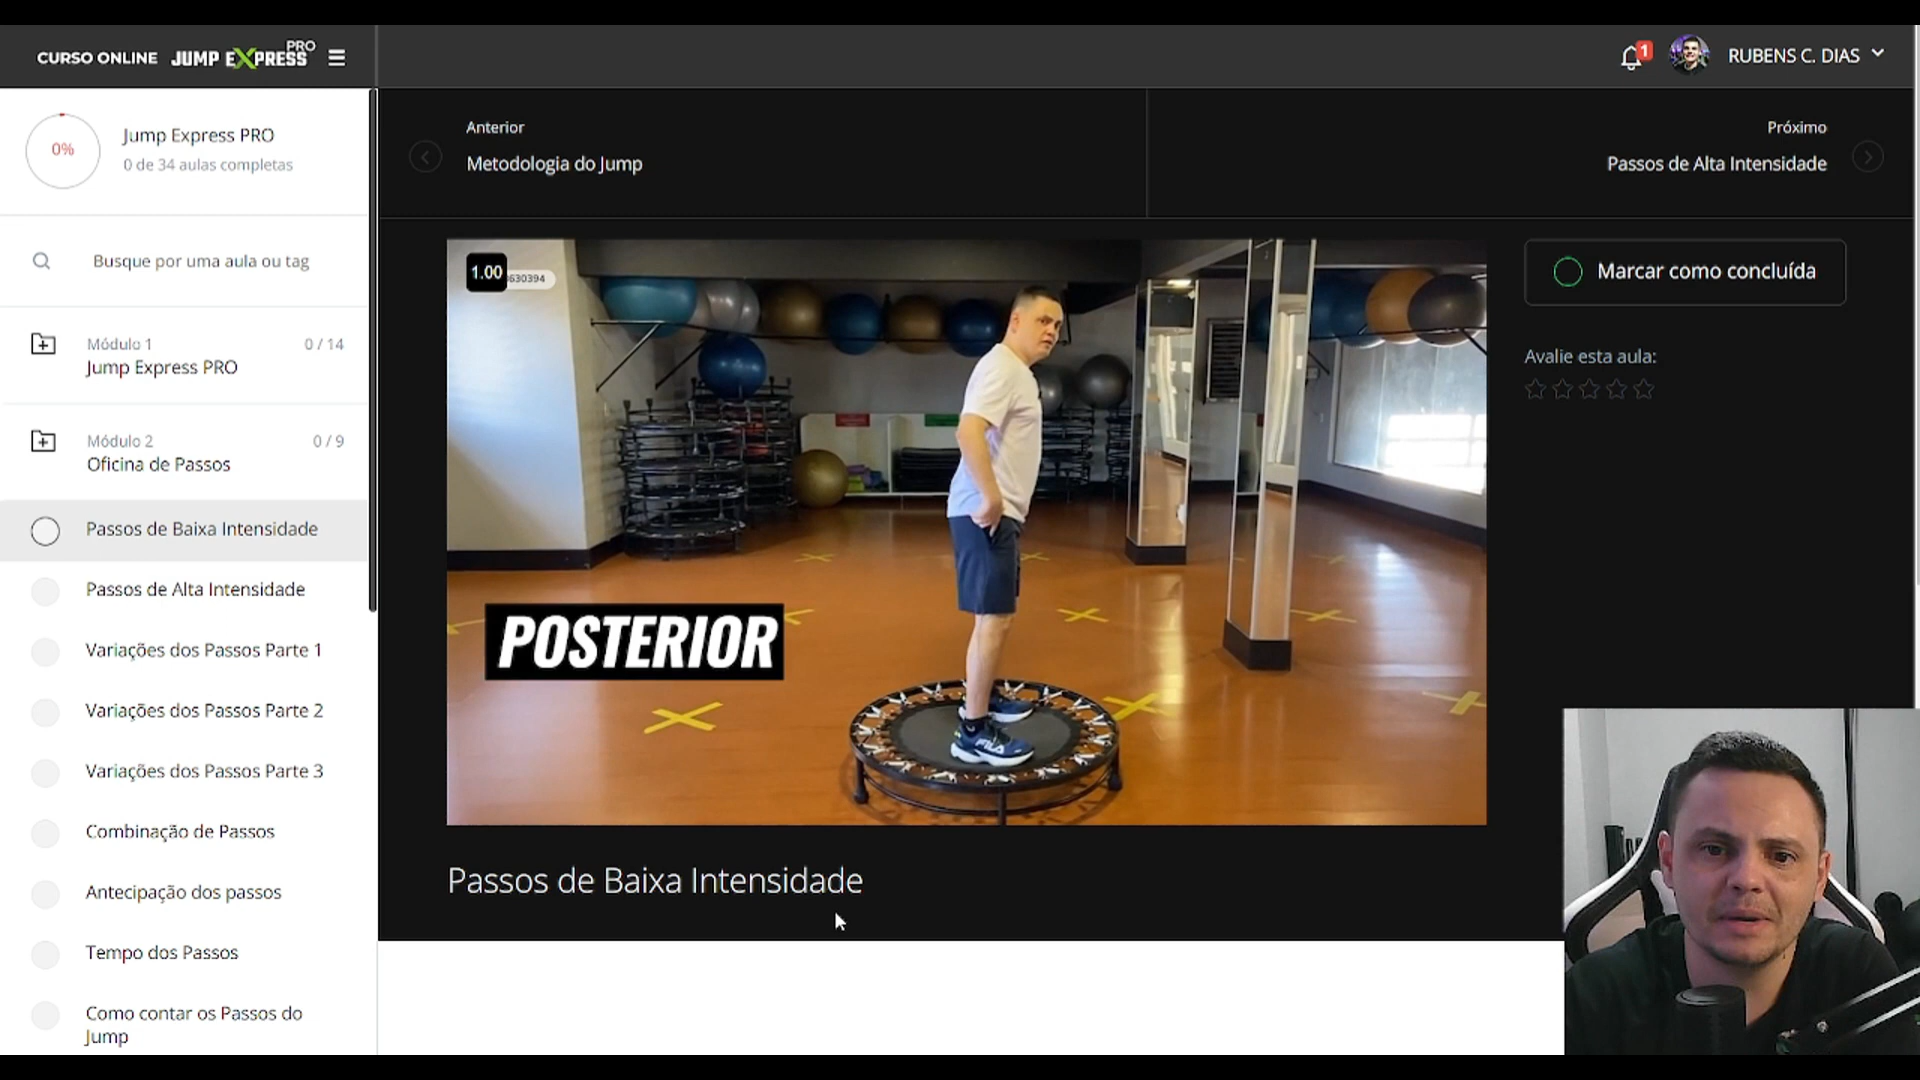 CURSO ONLINE JUMP EXPRESS PRO
1
RUBENS C. DIAS
0%
Jump Express PRO
0 de 34 aulas completas
Busque por uma aula ou tag
Módulo 1
0 / 14
Jump Express PRO
Módulo 2
0 / 9
Oficina de Passos
Passos de Baixa Intensidade
Passos de Alta Intensidade
Variações dos Passos Parte 1
Variações dos Passos Parte 2
Variações dos Passos Parte 3
Combinação de Passos
Antecipação dos passos
Tempo dos Passos
Como contar os Passos do
Jump
Anterior
Metodologia do Jump
Próximo
Passos de Alta Intensidade
1.00
630394
POSTERIOR
FILA
Marcar como concluída
Avalie esta aula:
Passos de Baixa Intensidade